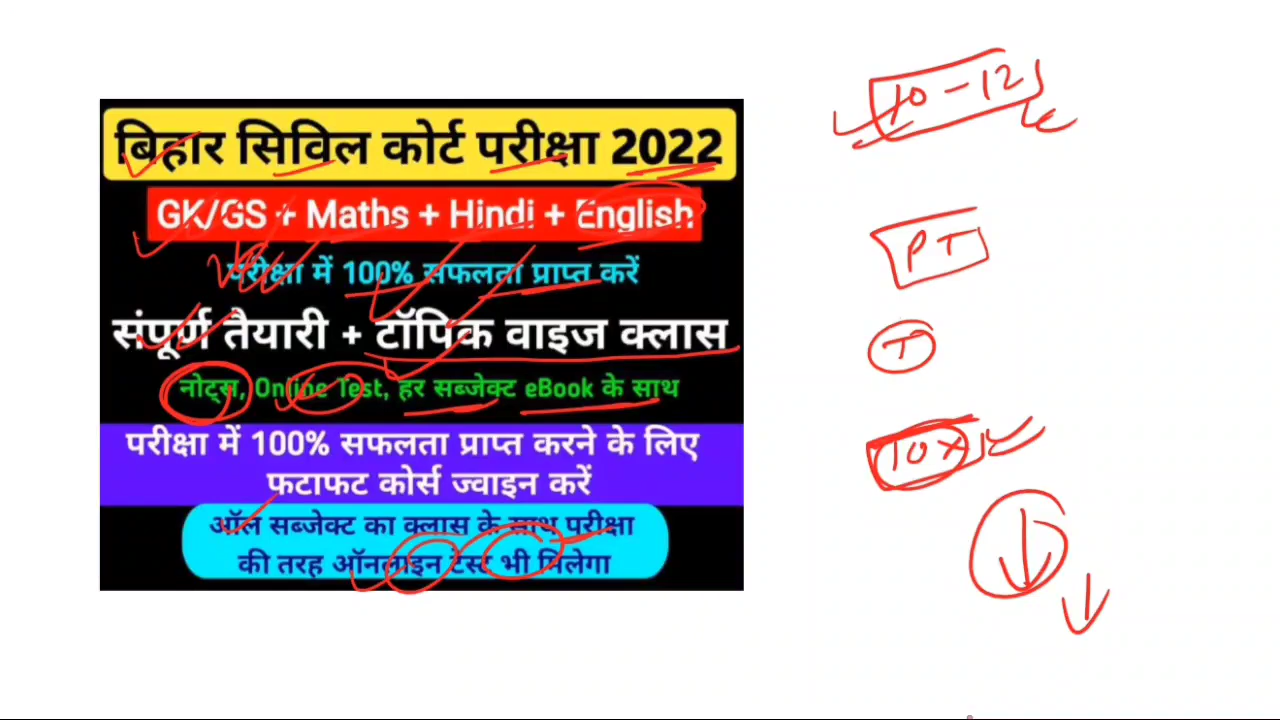 बिहार सिविल कोर्ट परीक्षा 2022
GK/GS + Maths + Hindi + English
परीक्षा में 100% सफलता प्राप्त करें
संपूर्ण तैयारी + टॉपिक वाइज क्लास
नोट्स, Online Test, हर सब्जेक्ट eBook के साथ
परीक्षा में 100% सफलता प्राप्त करने के लिए
फटाफट कोर्स ज्वाइन करें
ऑल सब्जेक्ट का क्लास के साथ परीक्षा
की तरह ऑनलाइन टेस्ट भी मिलेगा
10-12
PT
T
10x